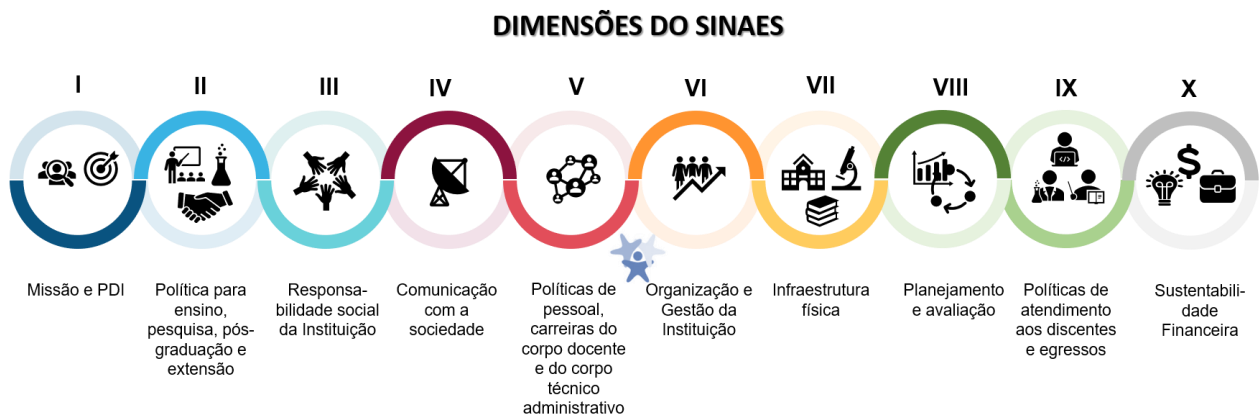 DIMENSÕES DO SINAES
I
II
III
IV
V
VI
VII
VIII
IX
X
Missão e PDI
Política para
ensino,
pesquisa, pós-
graduação e
extensão
Responsa-
bilidade social
da Instituição
Comunicação
com a
sociedade
Políticas de
pessoal,
carreiras do
corpo docente
e do corpo
técnico
administrativo
Organização e
Gestão da
Instituição
Infraestrutura
física
Planejamento
e avaliação
Políticas de
atendimento
aos discentes
e egressos
Sustentabili-
dade
Financeira